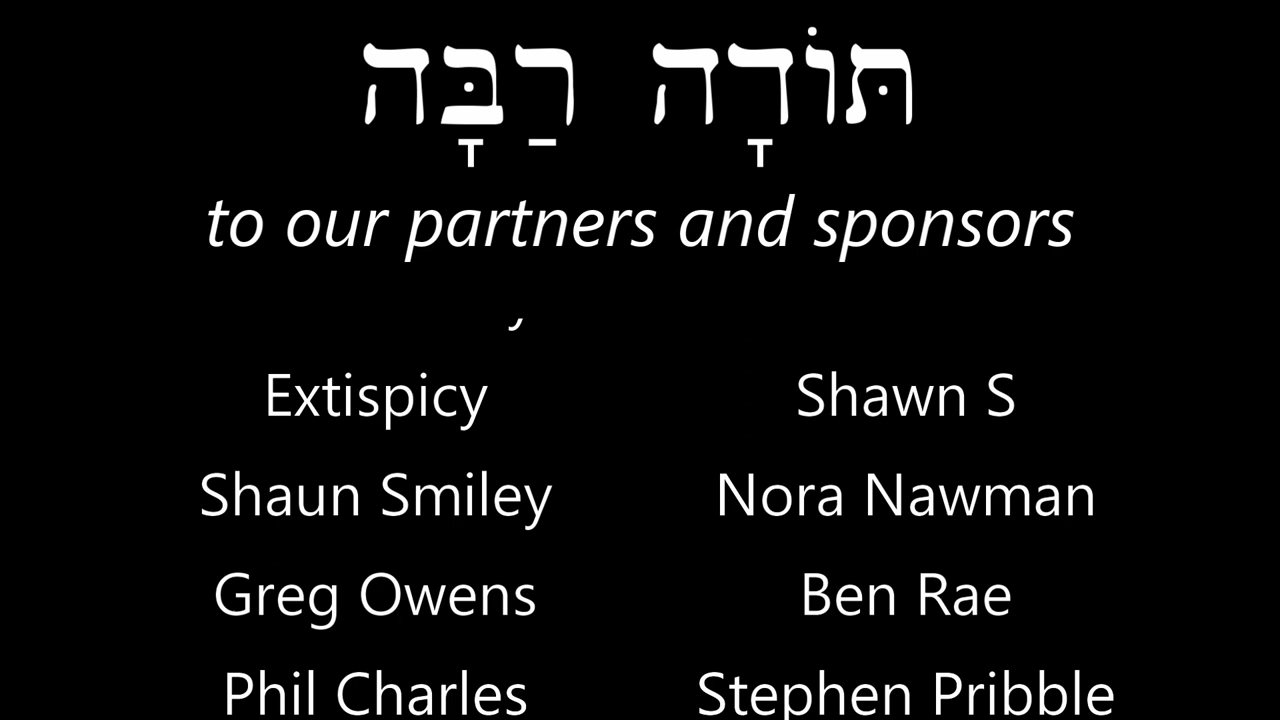 תּוֹדָה רַבָּה
to our partners and sponsors
Extispicy Shawn S
Shaun Smiley Nora Nawman
Greg Owens Ben Rae
Phil Charles Stephen Pribble